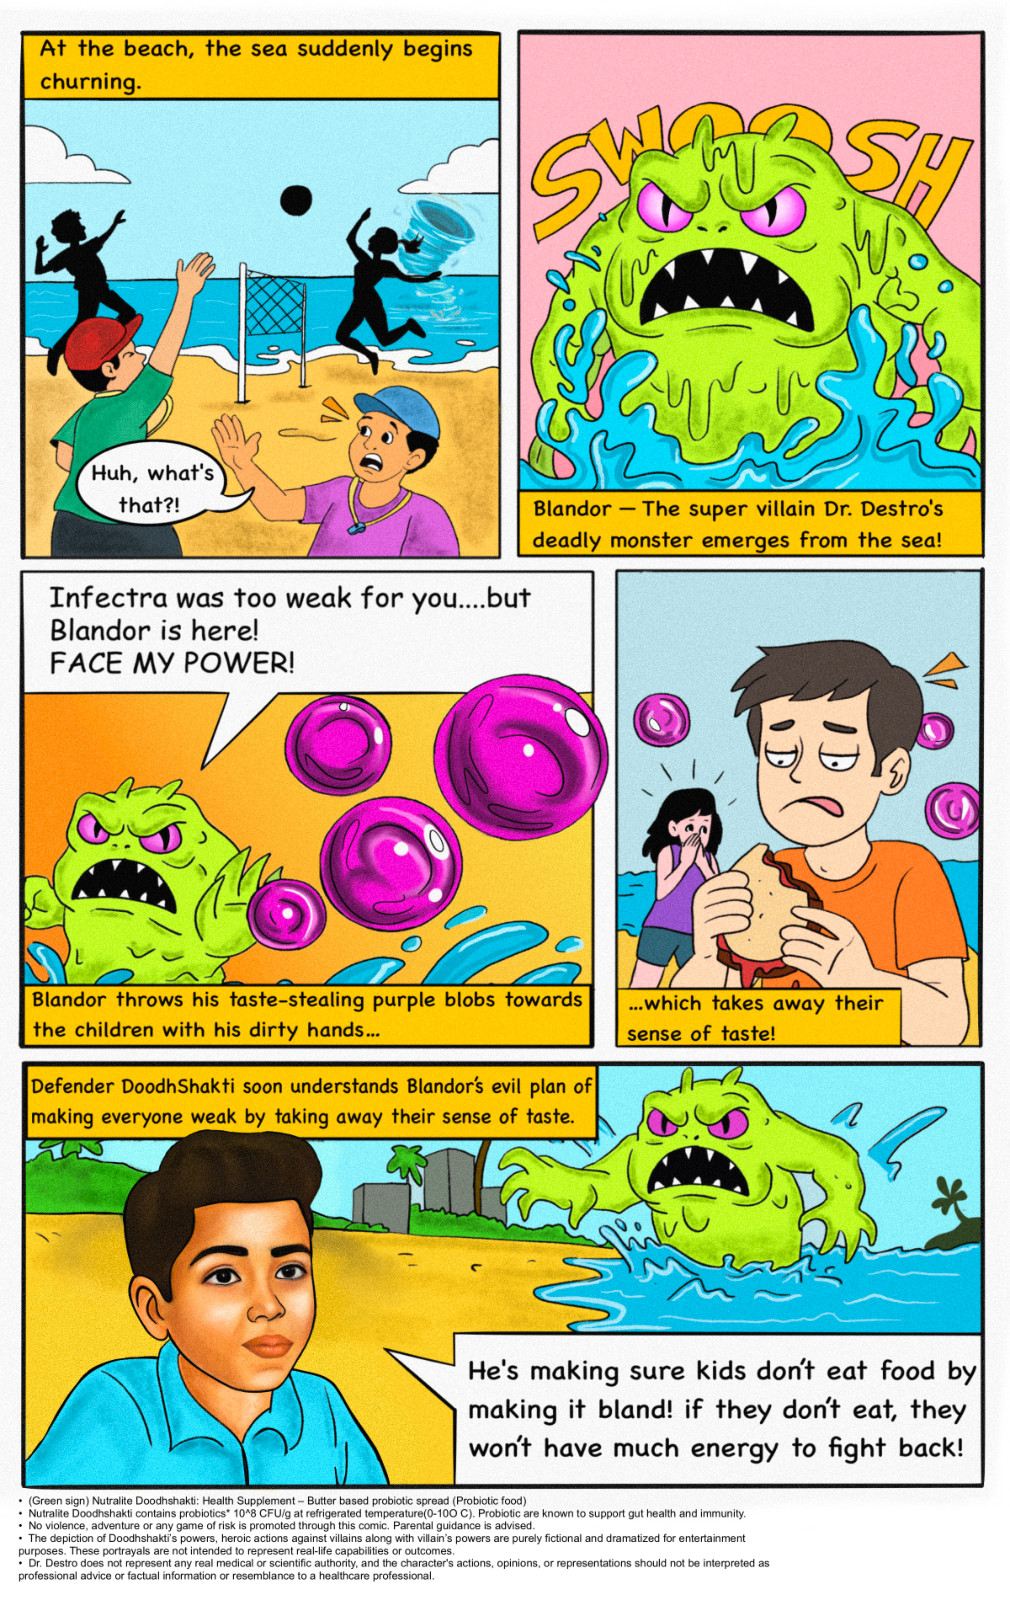 At the beach, the sea suddenly begins
churning.
Huh, what's
that?!
SWOOSH
Blandor – The super villain Dr. Destro's
deadly monster emerges from the sea!
Infectra was too weak for you....but
Blandor is here!
FACE MY POWER!
Blandor throws his taste-stealing purple blobs towards
the children with his dirty hands...
...which takes away their
sense of taste!
Defender DoodhShakti soon understands Blandor's evil plan of
making everyone weak by taking away their sense of taste.
He's making sure kids don't eat food by
making it bland! if they don't eat, they
won't have much energy to fight back!
• (Green sign) Nutralite Doodhshakti: Health Supplement – Butter based probiotic spread (Probiotic food)
• Nutralite Doodhshakti contains probiotics* 10^8 CFU/g at refrigerated temperature(0-10O C). Probiotic are known to support gut health and immunity.
• No violence, adventure or any game of risk is promoted through this comic. Parental guidance is advised.
• The depiction of Doodhshakti's powers, heroic actions against villains along with villain's powers are purely fictional and dramatized for entertainment
purposes. These portrayals are not intended to represent real-life capabilities or outcomes.
• Dr. Destro does not represent any real medical or scientific authority, and the character's actions, opinions, or representations should not be interpreted as
professional advice or factual information or resemblance to a healthcare professional.